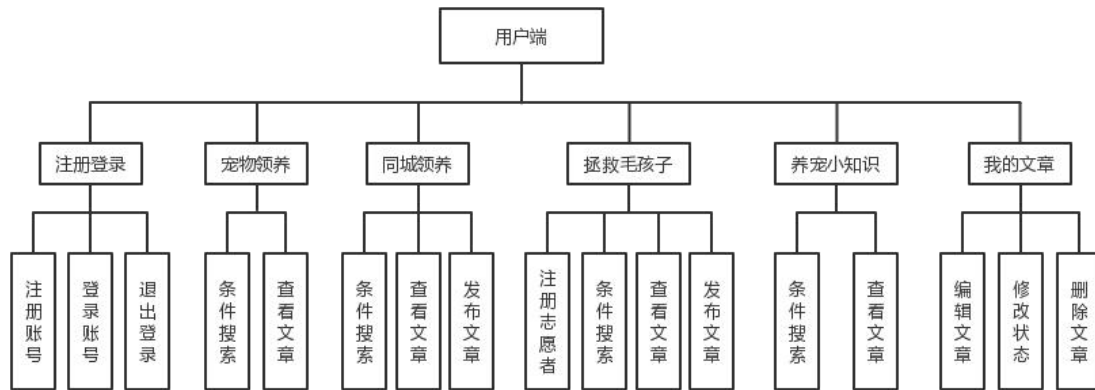 用户端
注册登录
宠物领养
同城领养
拯救毛孩子
养宠小知识
我的文章
注册账号
登录账号
退出登录
条件搜索
查看文章
条件搜索
查看文章
发布文章
注册志愿者
条件搜索
查看文章
发布文章
条件搜索
查看文章
编辑文章
修改状态
删除文章